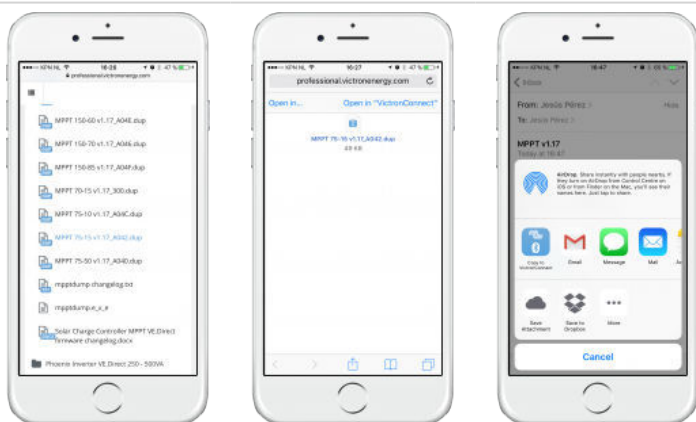 KPN NL 16:28 47 %
professional.victronenergy.com
MPPT 150-60 v1.17_A04E.dup
MPPT 150-70 v1.17_A046.dup
MPPT 150-85 v1.17_A04F.dup
MPPT 70-15 v1.17_300.dup
MPPT 75-10 v1.17_A04C.dup
MPPT 75-15 v1.17_A042.dup
MPPT 75-50 v1.17_A040.dup
mpptdump changelog.txt
mpptdump.e_x_e
Solar Charge Controller MPPT VE.Direct
firmware changelog.docx
Phoenix Inverter VE.Direct 250 - 500VA
KPN NL 16:27 47 %
professional.victronenergy.com
Open in... Open in "VictronConnect"
MPPT 75-15 v1.17_A042.dup
49 KB
KPN NL 16:47
Inbox
From: Jesús Pérez Hide
To: Jesús Pérez
MPPT v1.17
Today at 16:47
AirDrop. Share instantly with people nearby. If
they turn on AirDrop from Control Centre on
iOS or from Finder on the Mac, you'll see their
names here. Just tap to share.
Copy to
VictronConnect
Gmail
Message
Mail
Save
Attachment
Save to
Dropbox
More
Cancel